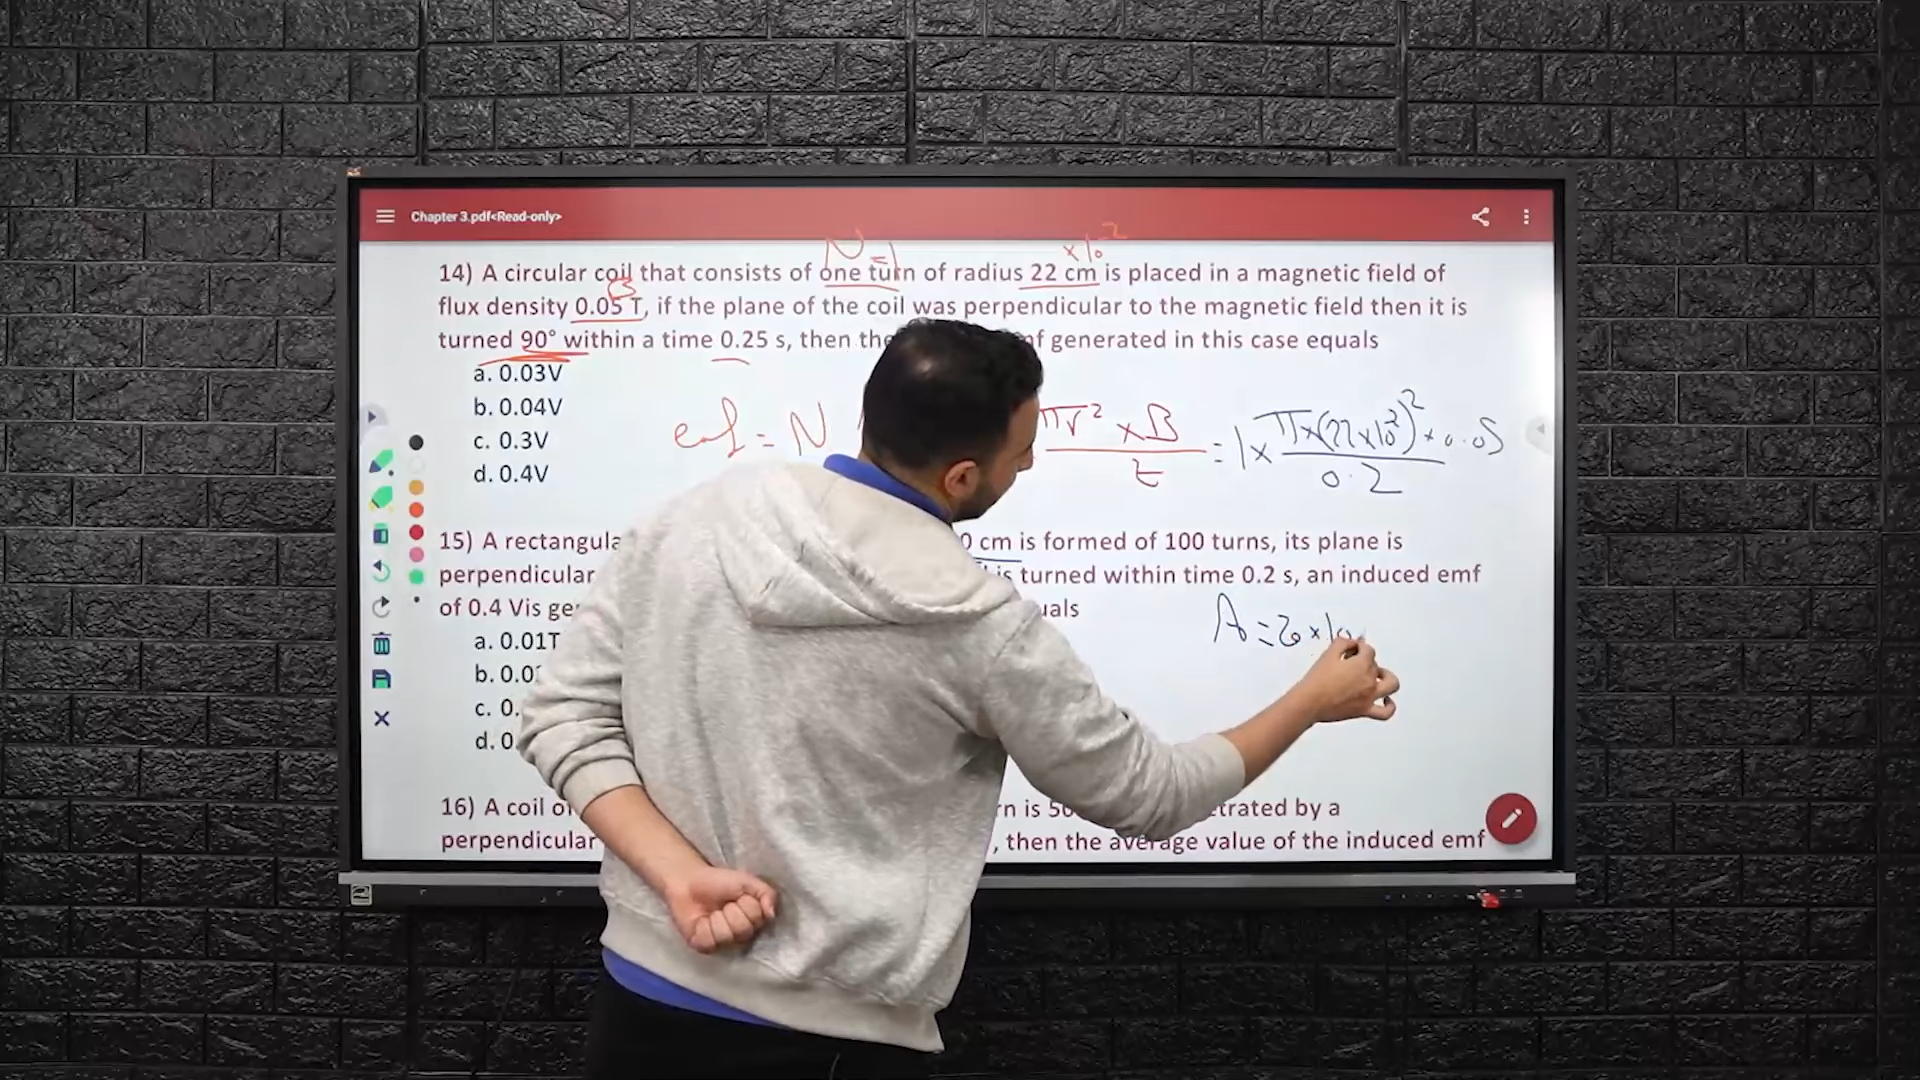 Chapter 3.pdf<Read-only>
N=1
×10⁻²
14) A circular coil that consists of one turn of radius 22 cm is placed in a magnetic field of
B
flux density 0.05 T, if the plane of the coil was perpendicular to the magnetic field then it is
turned 90° within a time 0.25 s, then the generated in this case equals
a. 0.03V
b. 0.04V
c. 0.3V
d. 0.4V
emf = N πr² × B / t = 1 × π×(22×10⁻²)² × 0.05 / 0.2
15) A rectangula 0 cm is formed of 100 turns, its plane is
perpendicular is turned within time 0.2 s, an induced emf
of 0.4 Vis
A = 20 × 10
a. 0.01T
b. 0.0
c. 0.
d. 0
16) A coil of rn is 50 trated by a
perpendicular , then the average value of the induced emf